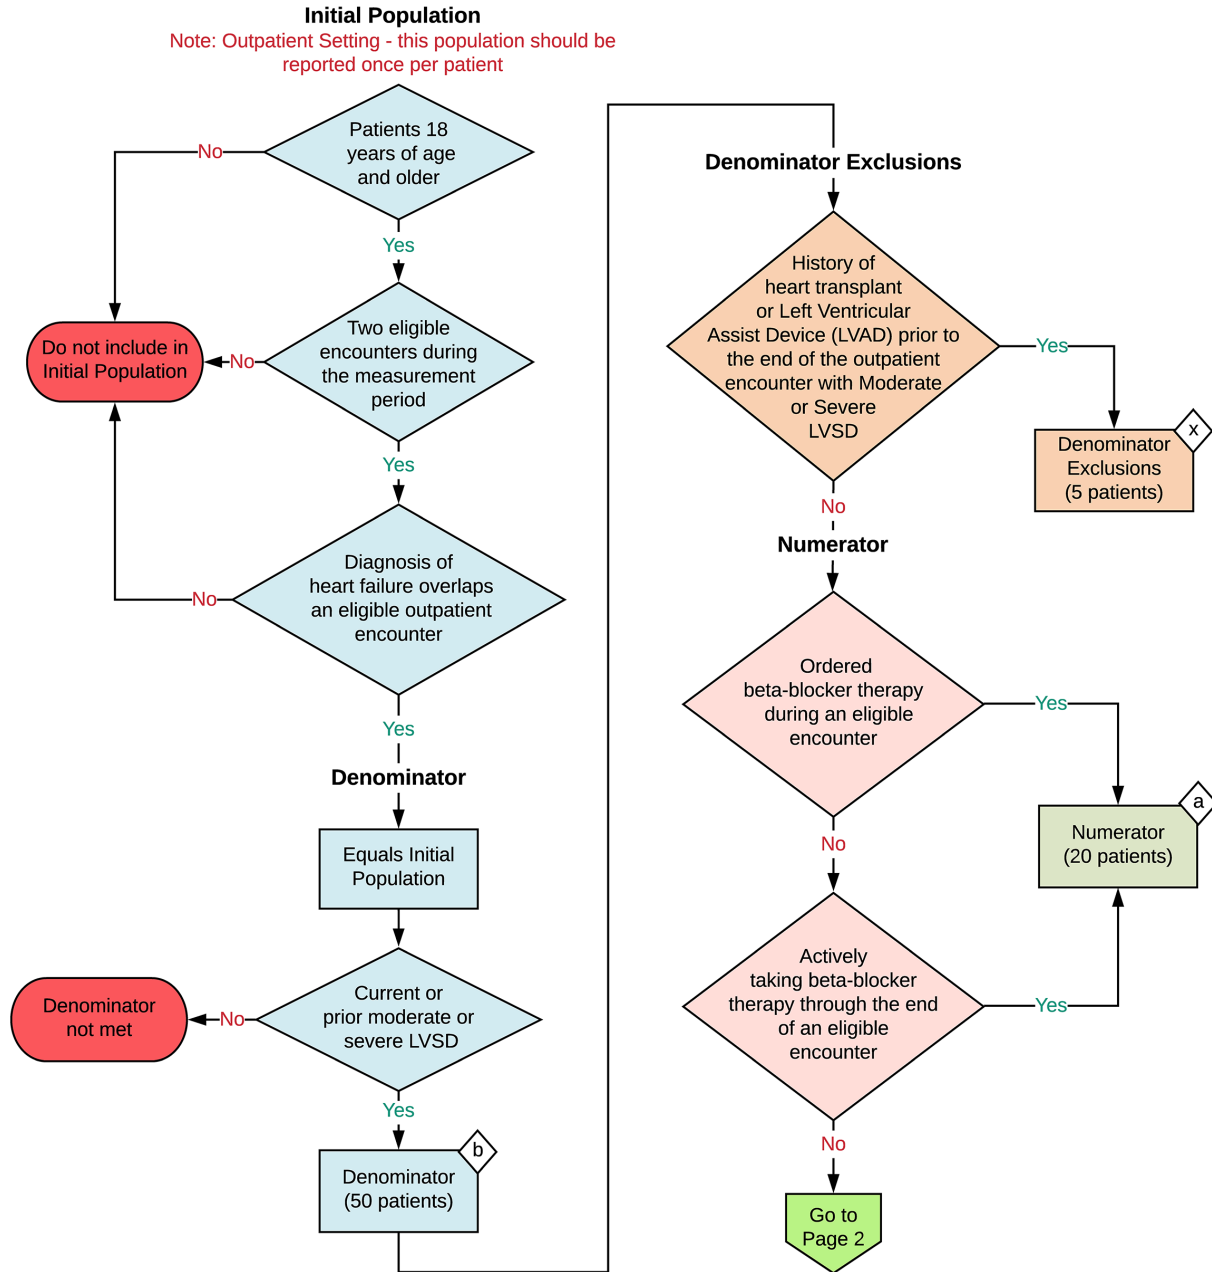 Initial Population
Note: Outpatient Setting - this population should be
reported once per patient
Patients 18
years of age
and older
No
Yes
Two eligible
encounters during
the measurement
period
No
Do not include in
Initial Population
Yes
Diagnosis of
heart failure overlaps
an eligible outpatient
encounter
No
Yes
Denominator
Equals Initial
Population
Current or
prior moderate or
severe LVSD
No
Denominator
not met
Yes
b
Denominator
(50 patients)
Denominator Exclusions
History of
heart transplant
or Left Ventricular
Assist Device (LVAD) prior to
the end of the outpatient
encounter with Moderate
or Severe
LVSD
Yes
x
Denominator
Exclusions
(5 patients)
No
Numerator
Ordered
beta-blocker therapy
during an eligible
encounter
Yes
a
Numerator
(20 patients)
No
Actively
taking beta-blocker
therapy through the end
of an eligible
encounter
Yes
No
Go to
Page 2